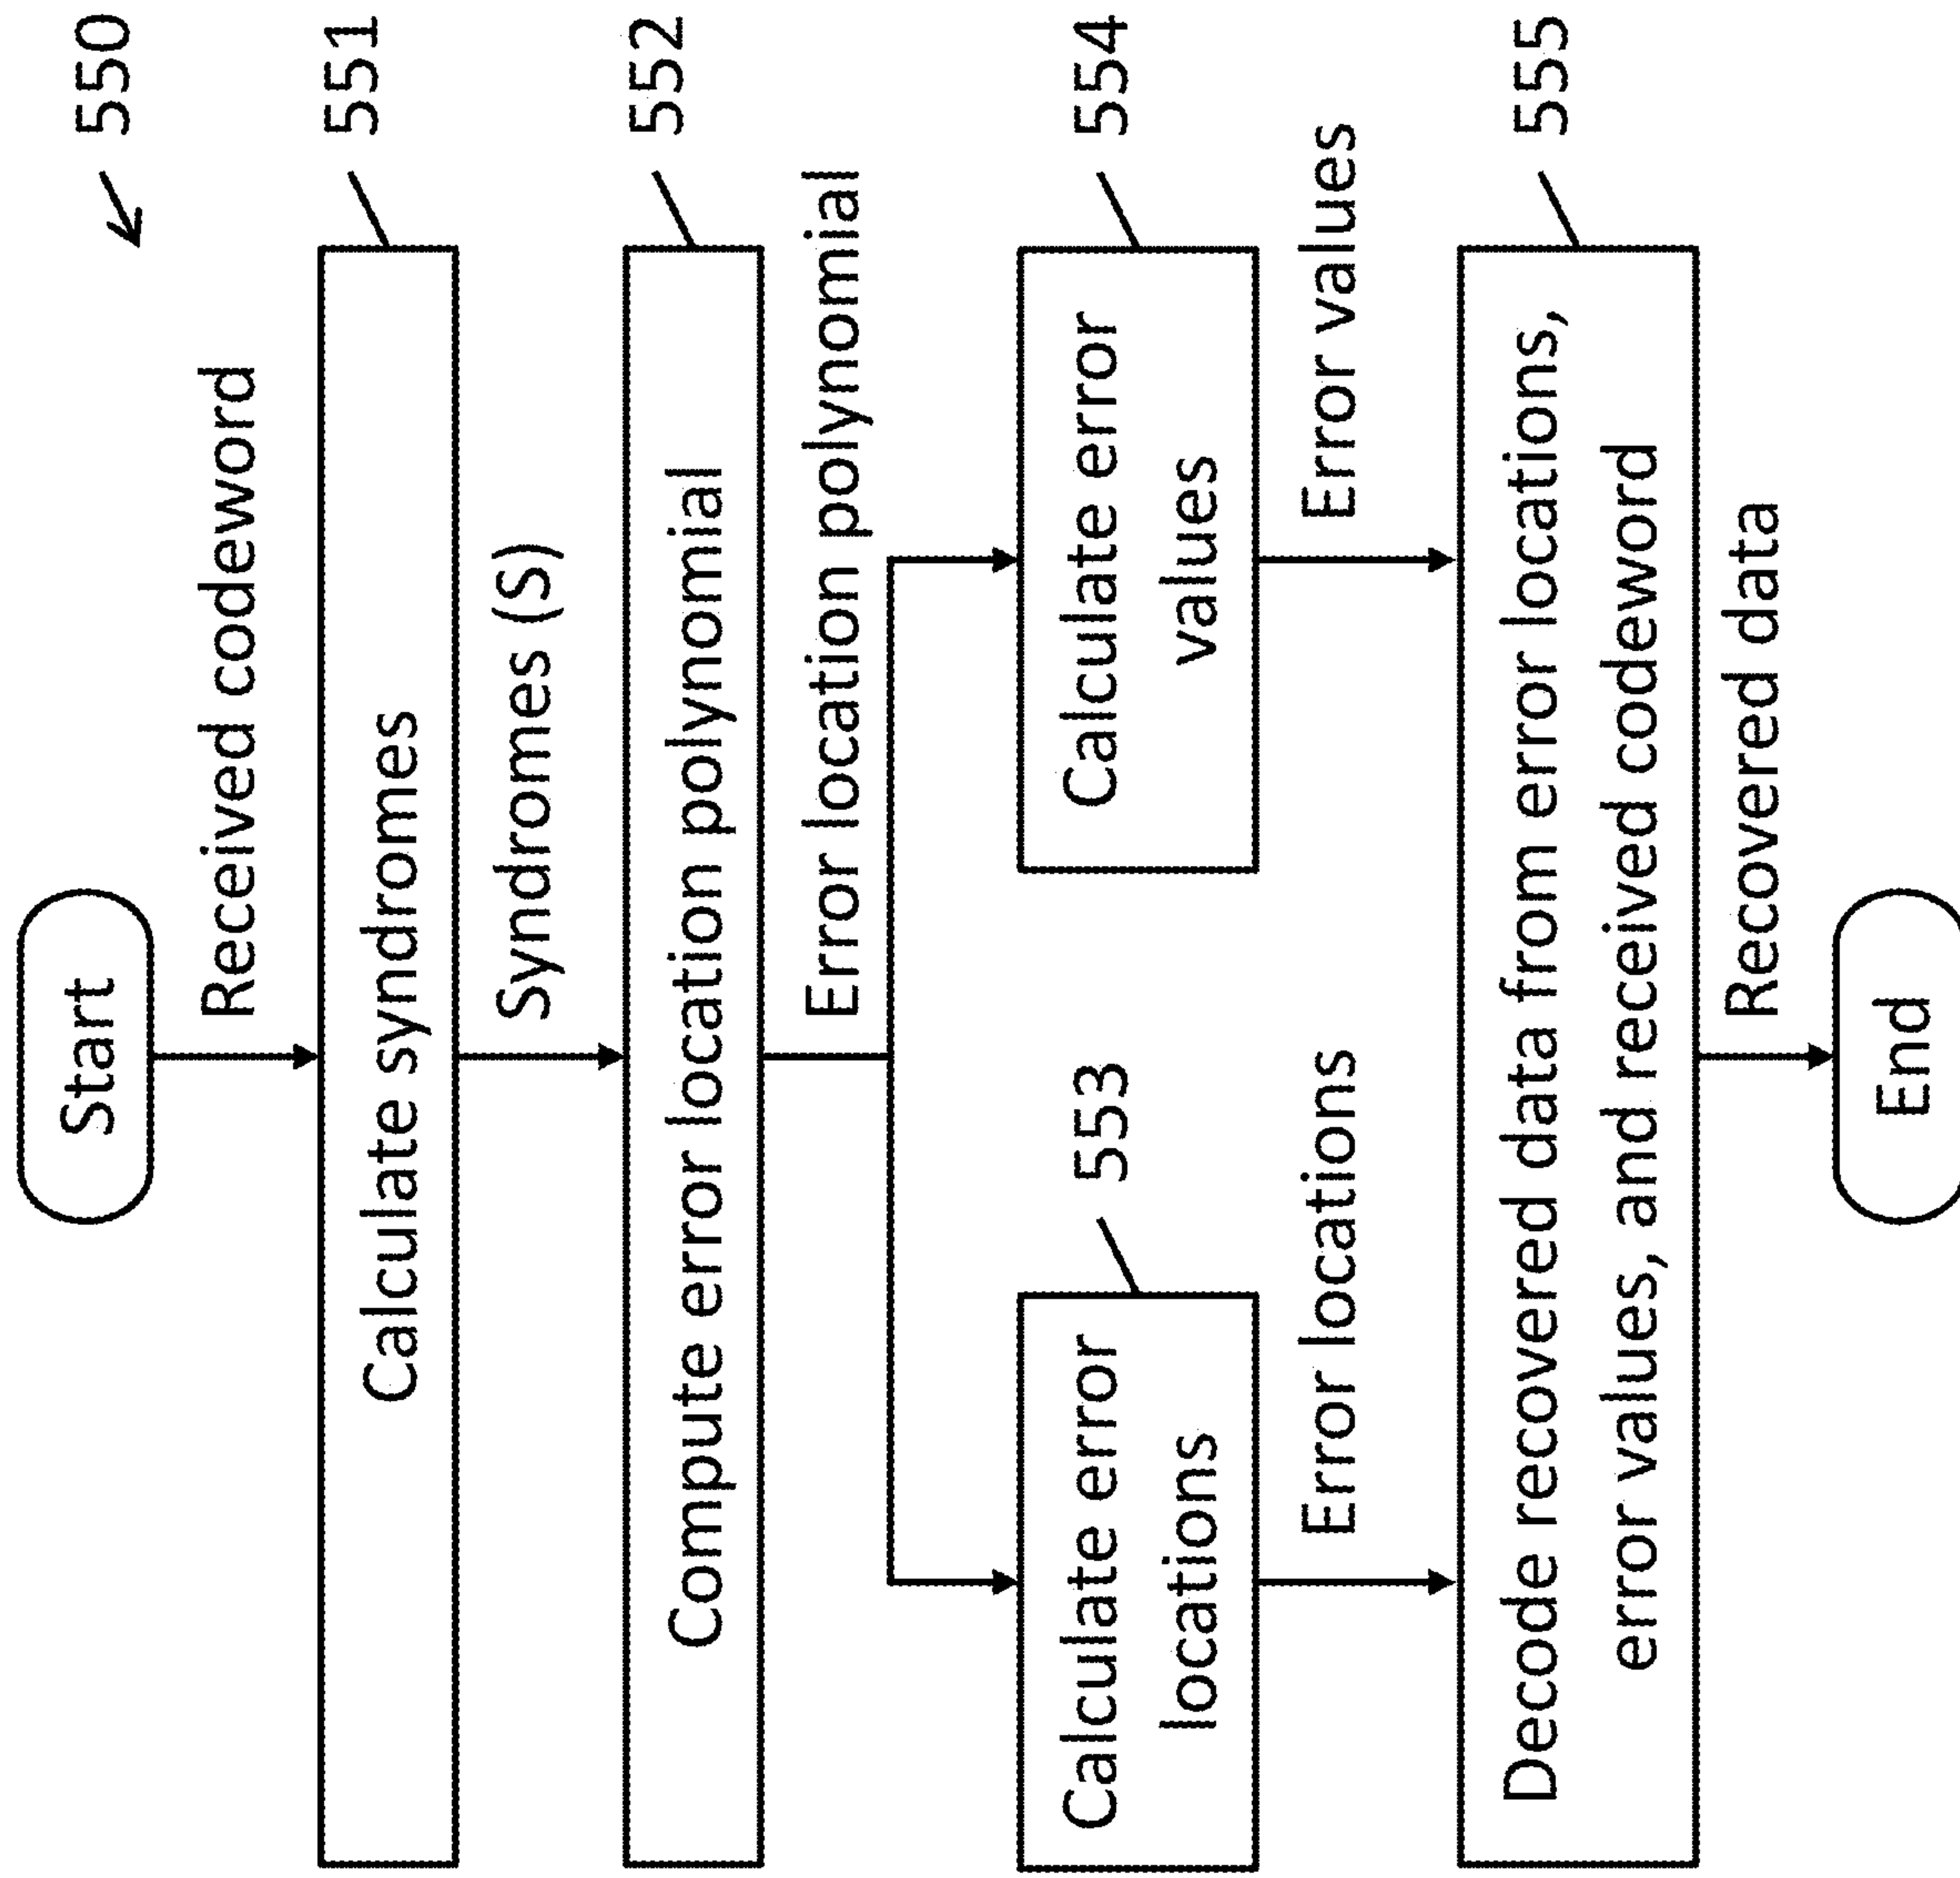 550
Start
Received codeword
551
Calculate syndromes
Syndromes (S)
552
Compute error location polynomial
Error location polynomial
553
Calculate error
locations
554
Calculate error
values
Error locations
Error values
555
Decode recovered data from error locations,
error values, and received codeword
Recovered data
End